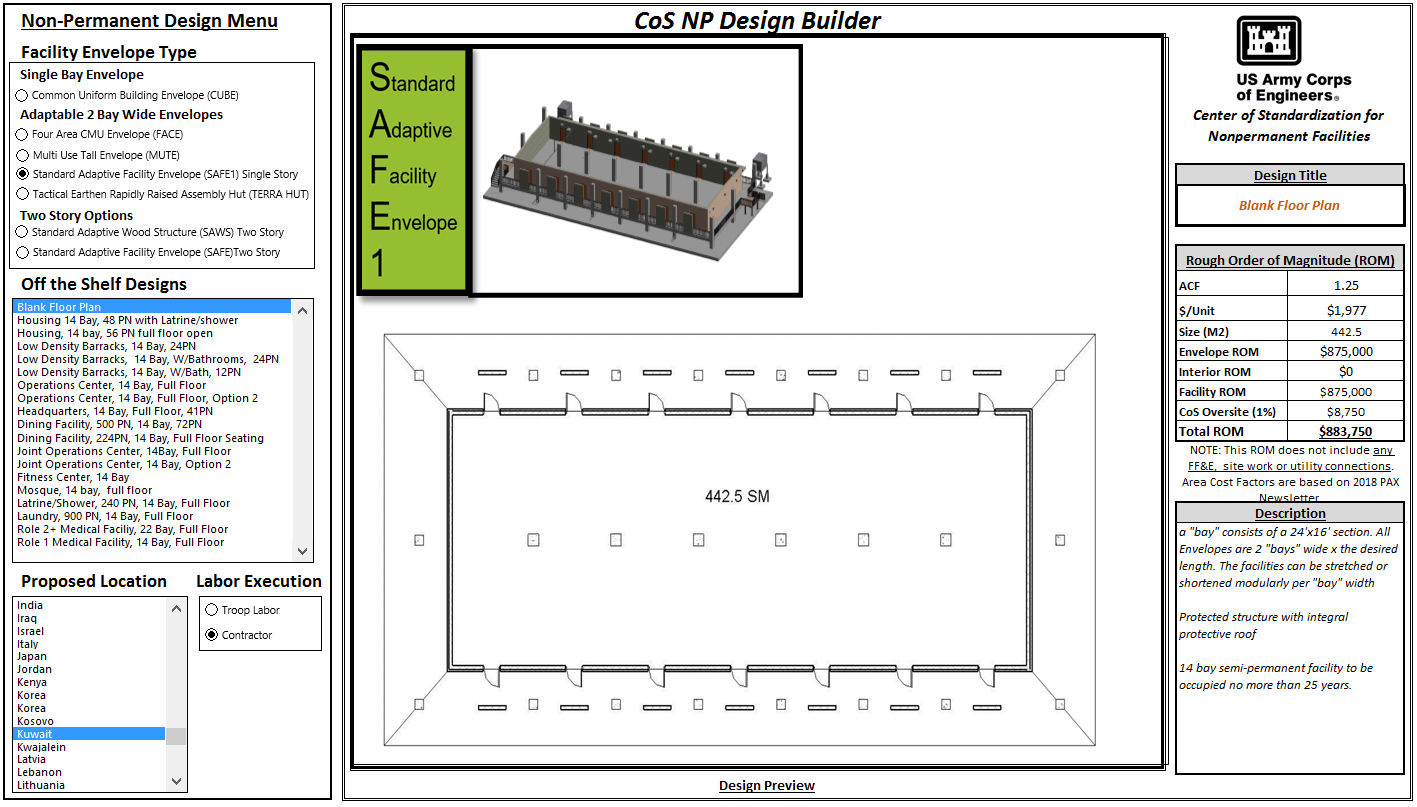 Non-Permanent Design Menu
Facility Envelope Type
Single Bay Envelope
Common Uniform Building Envelope (CUBE)
Adaptable 2 Bay Wide Envelopes
Four Area CMU Envelope (FACE)
Multi Use Tall Envelope (MUTE)
Standard Adaptive Facility Envelope (SAFE1) Single Story
Tactical Earthen Rapidly Raised Assembly Hut (TERRA HUT)
Two Story Options
Standard Adaptive Wood Structure (SAWS) Two Story
Standard Adaptive Facility Envelope (SAFE)Two Story
Off the Shelf Designs
Blank Floor Plan
Housing 14 Bay, 48 PN with Latrine/shower
Housing, 14 bay, 56 PN full floor open
Low Density Barracks, 14 Bay, 24PN
Low Density Barracks,  14 Bay, W/Bathrooms,  24PN
Low Density Barracks, 14 Bay, W/Bath, 12PN
Operations Center, 14 Bay, Full Floor
Operations Center, 14 Bay, Full Floor, Option 2
Headquarters, 14 Bay, Full Floor, 41PN
Dining Facility, 500 PN, 14 Bay, 72PN
Dining Facility, 224PN, 14 Bay, Full Floor Seating
Joint Operations Center, 14Bay, Full Floor
Joint Operations Center, 14 Bay, Option 2
Fitness Center, 14 Bay
Mosque, 14 bay,  full floor
Latrine/Shower, 240 PN, 14 Bay, Full Floor
Laundry, 900 PN, 14 Bay, Full Floor
Role 2+ Medical Faciliy, 22 Bay, Full Floor
Role 1 Medical Facility, 14 Bay, Full Floor
Proposed Location
India
Iraq
Israel
Italy
Japan
Jordan
Kenya
Korea
Korea
Kosovo
Kuwait
Kwajalein
Latvia
Lebanon
Lithuania
Labor Execution
Troop Labor
Contractor
CoS NP Design Builder
Standard
Adaptive
Facility
Envelope
1
442.5 SM
Design Preview
US Army Corps
of Engineers®
Center of Standardization for
Nonpermanent Facilities
Design Title
Blank Floor Plan
Rough Order of Magnitude (ROM)
ACF 1.25
$/Unit $1,977
Size (M2) 442.5
Envelope ROM $875,000
Interior ROM $0
Facility ROM $875,000
CoS Oversite (1%) $8,750
Total ROM $883,750
NOTE: This ROM does not include any
FF&E,  site work or utility connections.
Area Cost Factors are based on 2018 PAX
Newsletter
Description
a "bay" consists of a 24'x16' section. All
Envelopes are 2 "bays" wide x the desired
length. The facilities can be stretched or
shortened modularly per "bay" width
Protected structure with integral
protective roof
14 bay semi-permanent facility to be
occupied no more than 25 years.